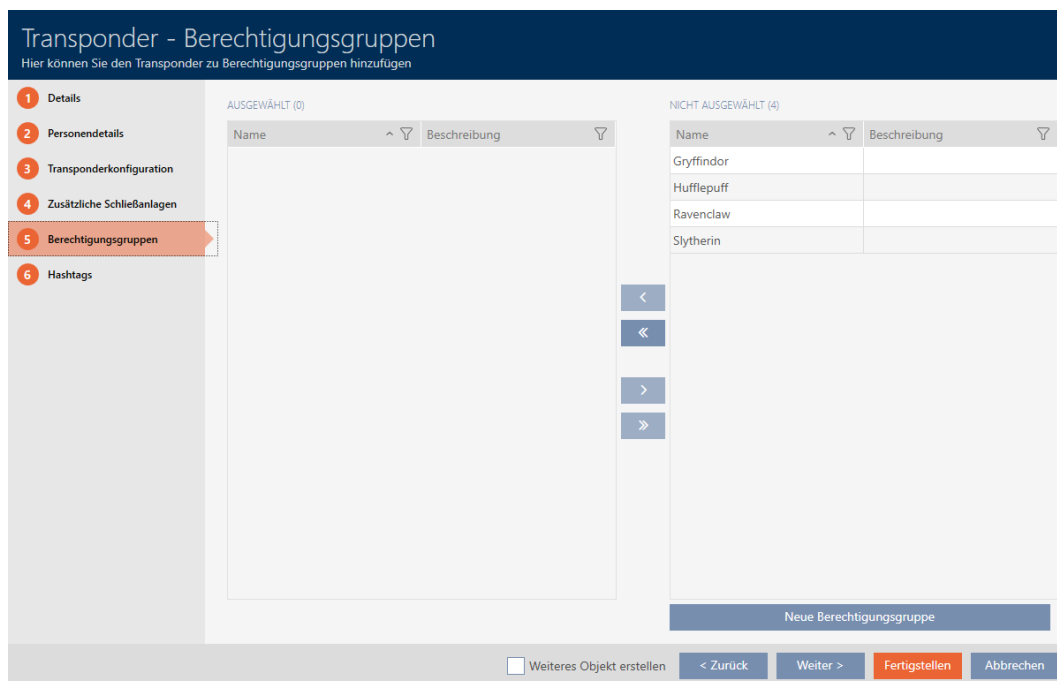 Transponder - Berechtigungsgruppen
Hier können Sie den Transponder zu Berechtigungsgruppen hinzufügen
1 Details
2 Personendetails
3 Transponderkonfiguration
4 Zusätzliche Schließanlagen
5 Berechtigungsgruppen
6 Hashtags
AUSGEWÄHLT (0)
Name Beschreibung
NICHT AUSGEWÄHLT (4)
Name Beschreibung
Gryffindor
Hufflepuff
Ravenclaw
Slytherin
Neue Berechtigungsgruppe
Weiteres Objekt erstellen < Zurück Weiter > Fertigstellen Abbrechen